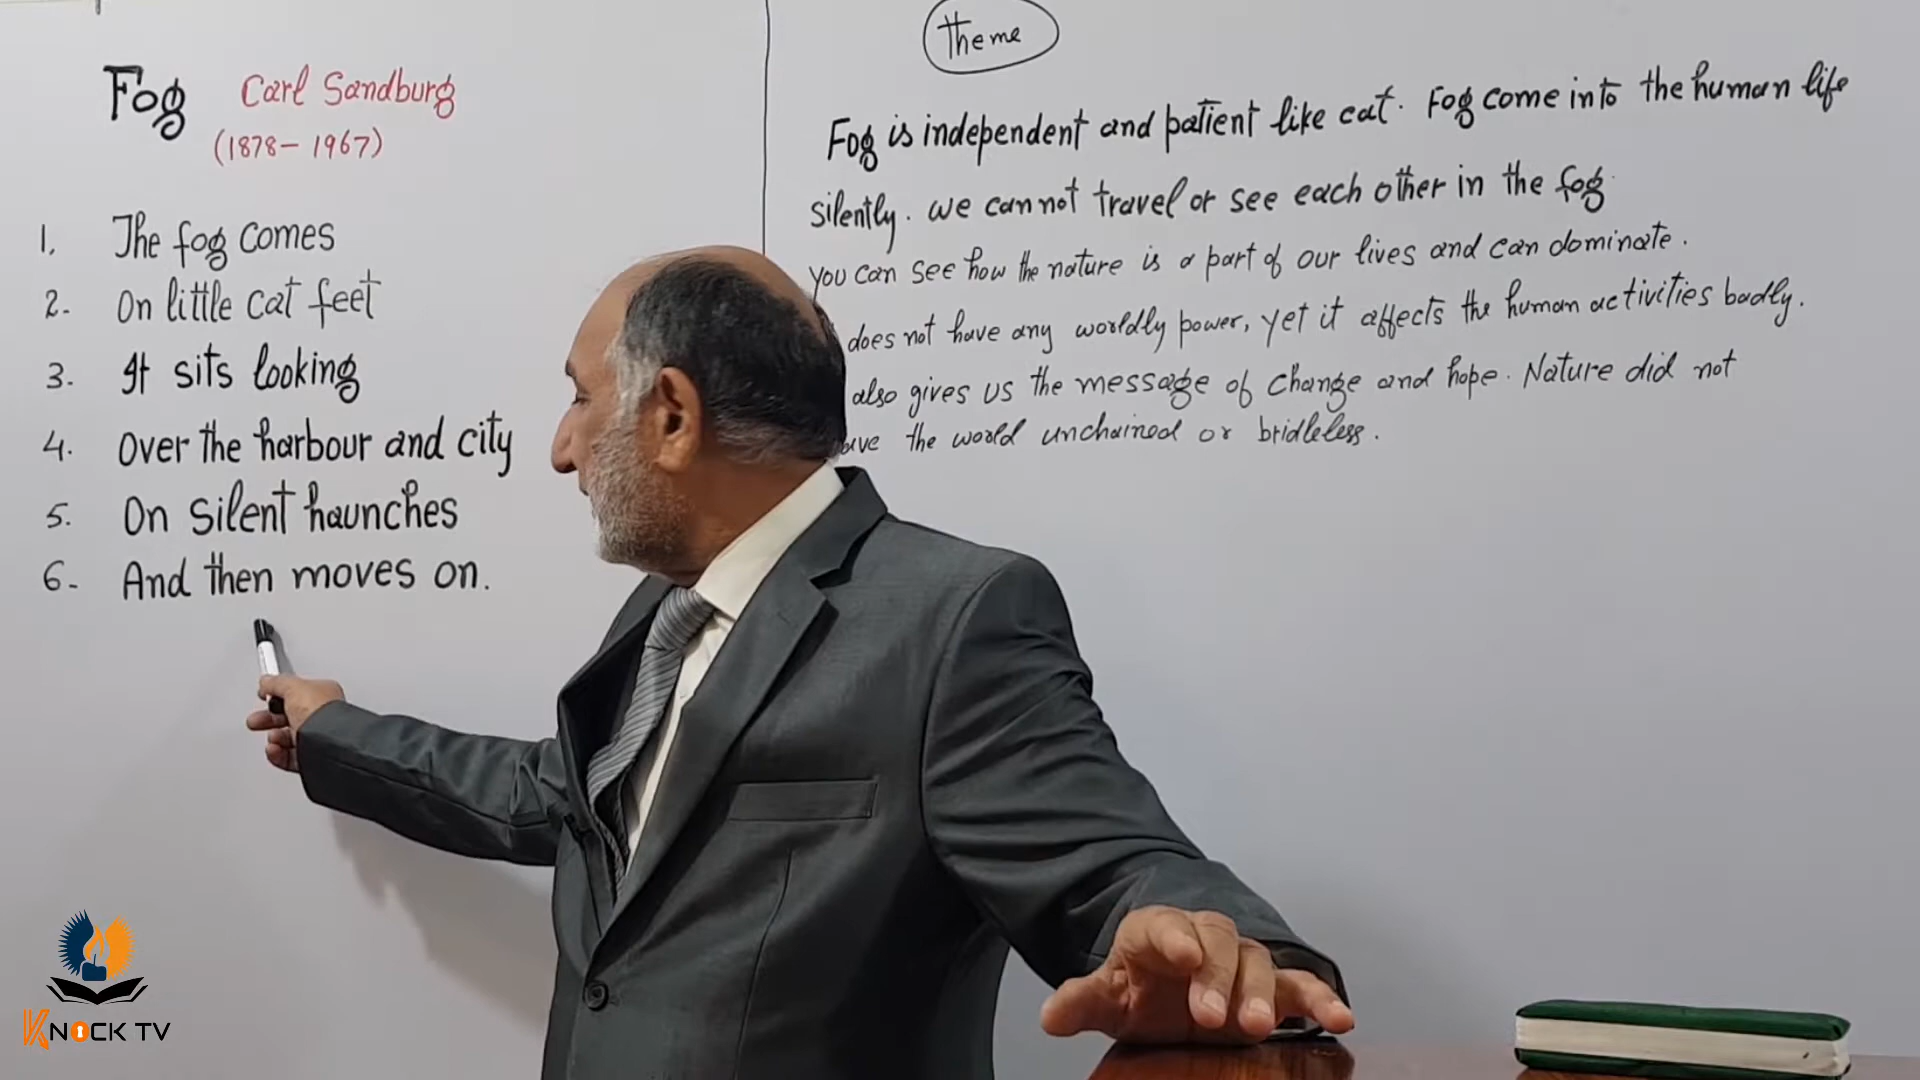 Fog Carl Sandburg
(1878-1967)
1. The fog comes
2. On little cat feet
3. It sits looking
4. Over the harbour and city
5. On silent haunches
6- And then moves on.
Theme
Fog is independent and patient like cat. Fog come into the human life
silently. we can not travel or see each other in the fog.
you can see how the nature is a part of our lives and can dominate.
does not have any worldly power, yet it affects the human activities badly.
also gives us the message of change and hope. Nature did not
the world unchained or bridleless.
KNOCK TV